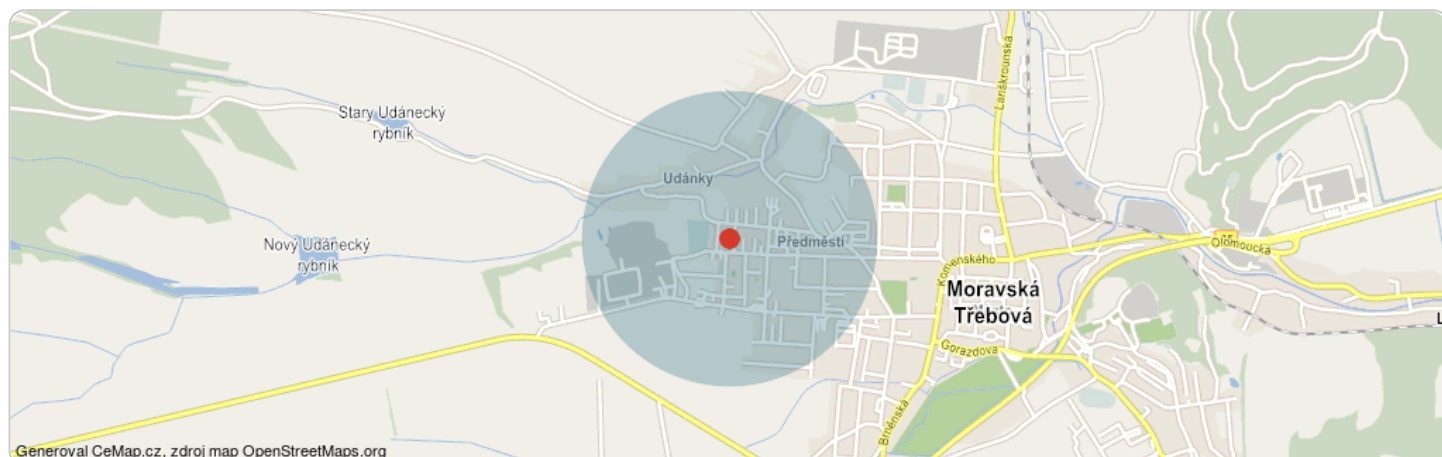 Lanškrounská
Starý Udánecký
rybník
Udánky
Předměstí
Nový Udánecký
rybník
Olomoucká
Komenského
Moravská
Třebová
L
Gorazdova
Brněnská
Generoval CeMap.cz, zdroj map OpenStreetMaps.org